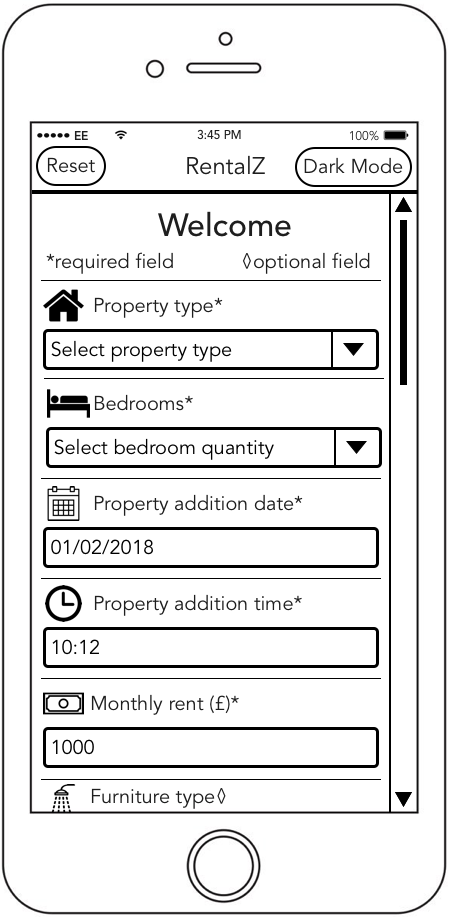 ●●●●● EE 3:45 PM 100%
Reset RentalZ Dark Mode
Welcome
*required field ◊optional field
Property type*
Select property type
Bedrooms*
Select bedroom quantity
Property addition date*
01/02/2018
Property addition time*
10:12
Monthly rent (£)*
1000
Furniture type◊